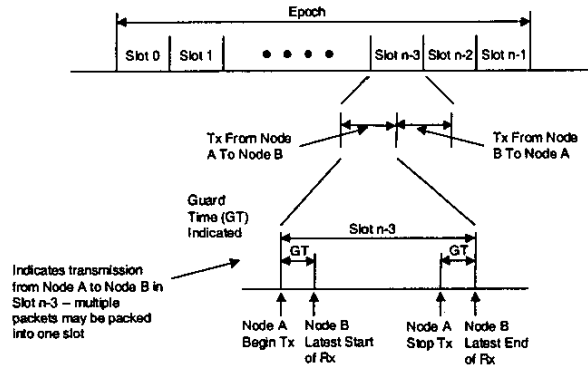 Epoch
Slot 0 Slot 1 Slot n-3 Slot n-2 Slot n-1
Tx From Node
A To Node B
Tx From Node
B To Node A
Guard
Time (GT)
Indicated
Slot n-3
GT GT
Indicates transmission
from Node A to Node B in
Slot n-3 – multiple
packets may be packed
into one slot
Node A
Begin Tx
Node B
Latest Start
of Rx
Node A
Stop Tx
Node B
Latest End
of Rx